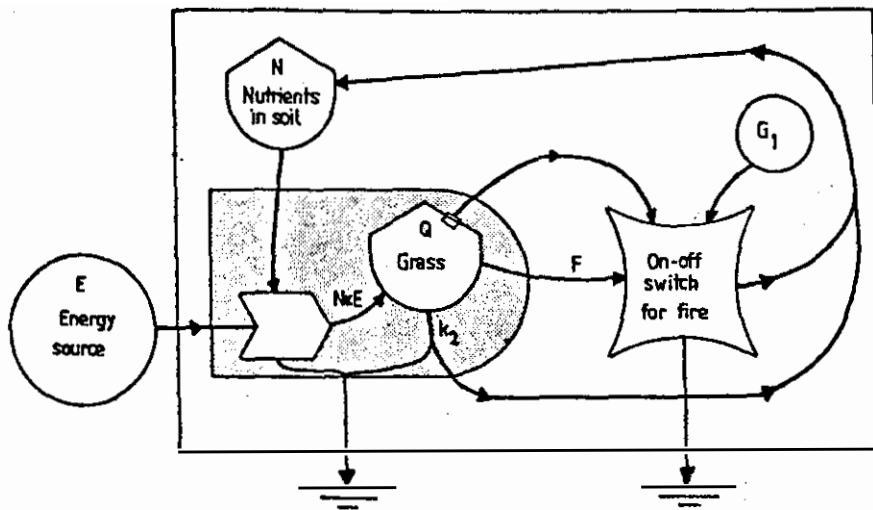 N
Nutrients
in soil
G₁
Q
Grass
E
Energy
source
NKE
F
On-off
switch
for fire
k₂